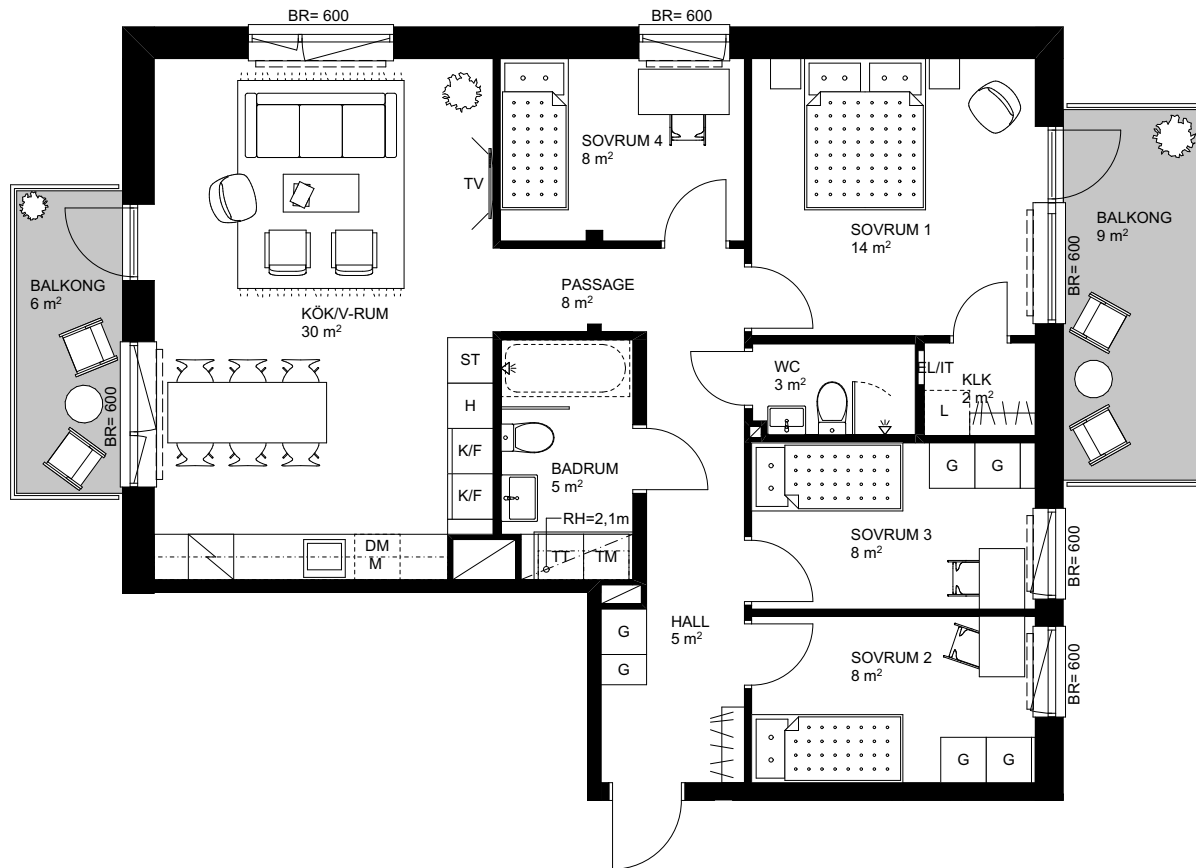 BR= 600
BR= 600
SOVRUM 4
8 m²
TV
SOVRUM 1
14 m²
BALKONG
9 m²
BR= 600
BALKONG
6 m²
KÖK/V-RUM
30 m²
PASSAGE
8 m²
BR= 600
ST
H
K/F
K/F
WC
3 m²
EL/IT
KLK
2 m²
L
BADRUM
5 m²
G
G
RH=2,1m
DM
M
TT
TM
SOVRUM 3
8 m²
BR= 600
HALL
5 m²
G
G
SOVRUM 2
8 m²
BR= 600
G
G